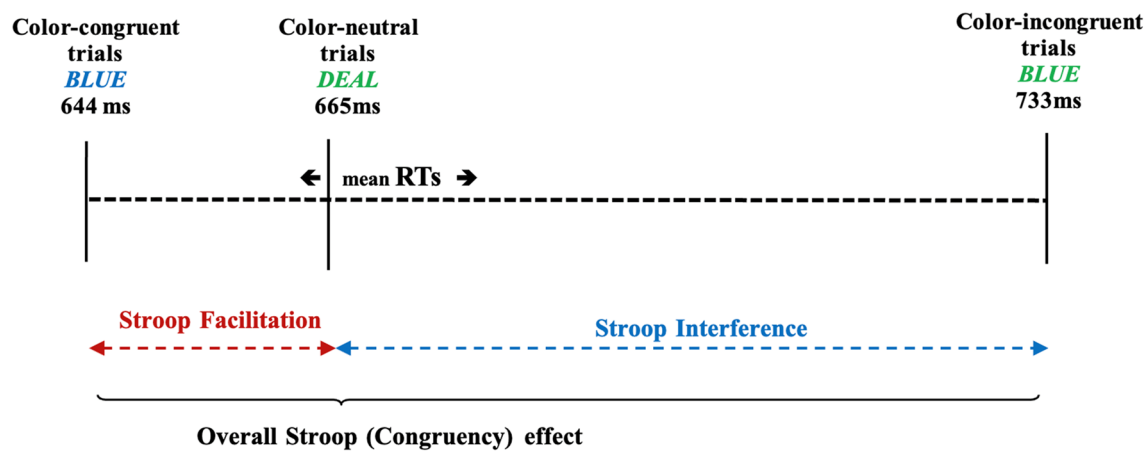 Color-congruent
trials
BLUE
644 ms
Color-neutral
trials
DEAL
665ms
Color-incongruent
trials
BLUE
733ms
mean RTs
Stroop Facilitation
Stroop Interference
Overall Stroop (Congruency) effect